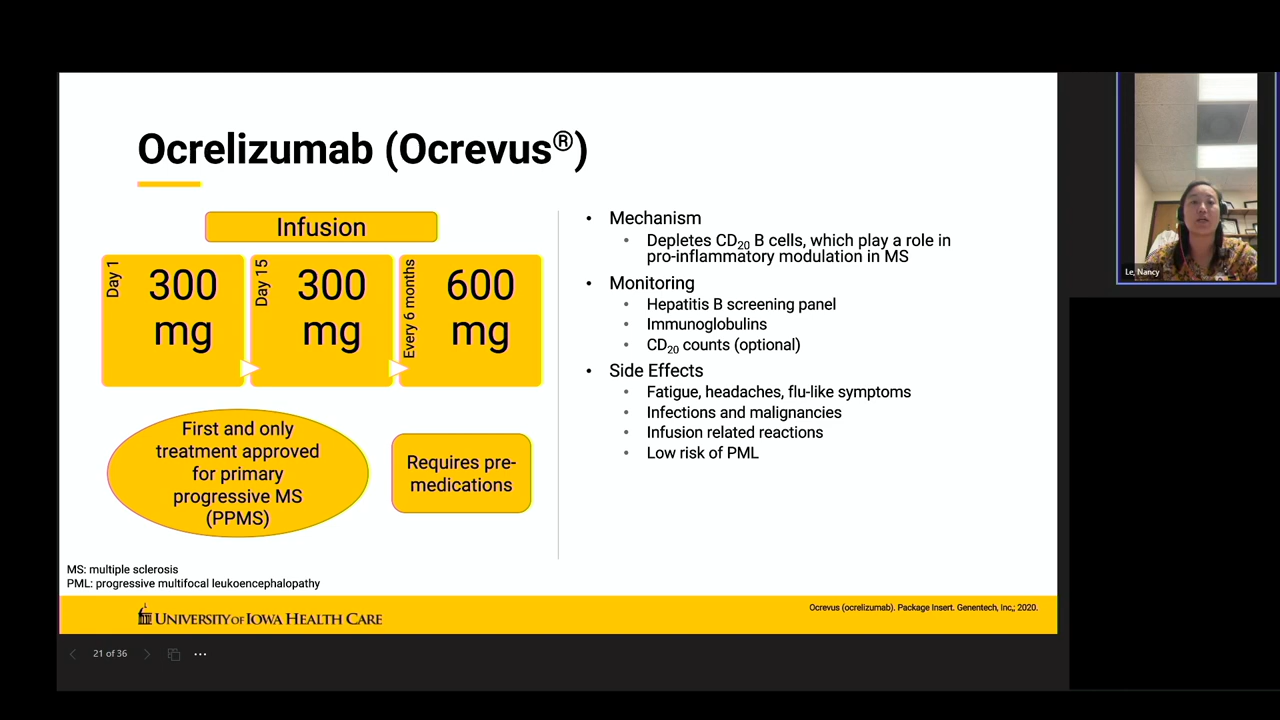 Ocrelizumab (Ocrevus®)
Infusion
Day 1
300
mg
Day 15
300
mg
Every 6 months
600
mg
First and only
treatment approved
for primary
progressive MS
(PPMS)
Requires pre-
medications
• Mechanism
• Depletes CD20 B cells, which play a role in
pro-inflammatory modulation in MS
• Monitoring
• Hepatitis B screening panel
• Immunoglobulins
• CD20 counts (optional)
• Side Effects
• Fatigue, headaches, flu-like symptoms
• Infections and malignancies
• Infusion related reactions
• Low risk of PML
MS: multiple sclerosis
PML: progressive multifocal leukoencephalopathy
UNIVERSITY OF IOWA HEALTH CARE
Ocrevus (ocrelizumab). Package Insert. Genentech, Inc,; 2020.
21 of 36
Le, Nancy